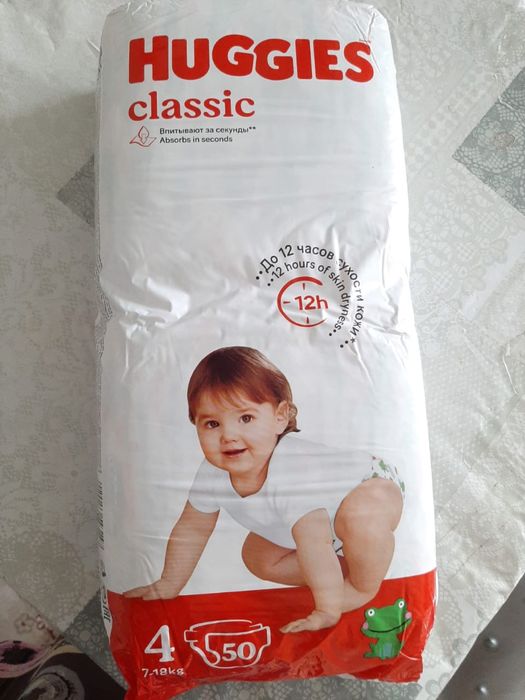 HUGGIES
classic
Впитывают за секунды**
Absorbs in seconds
До 12 часов сухости кожи*
12 hours of skin dryness
12h
4
50
7-18kg